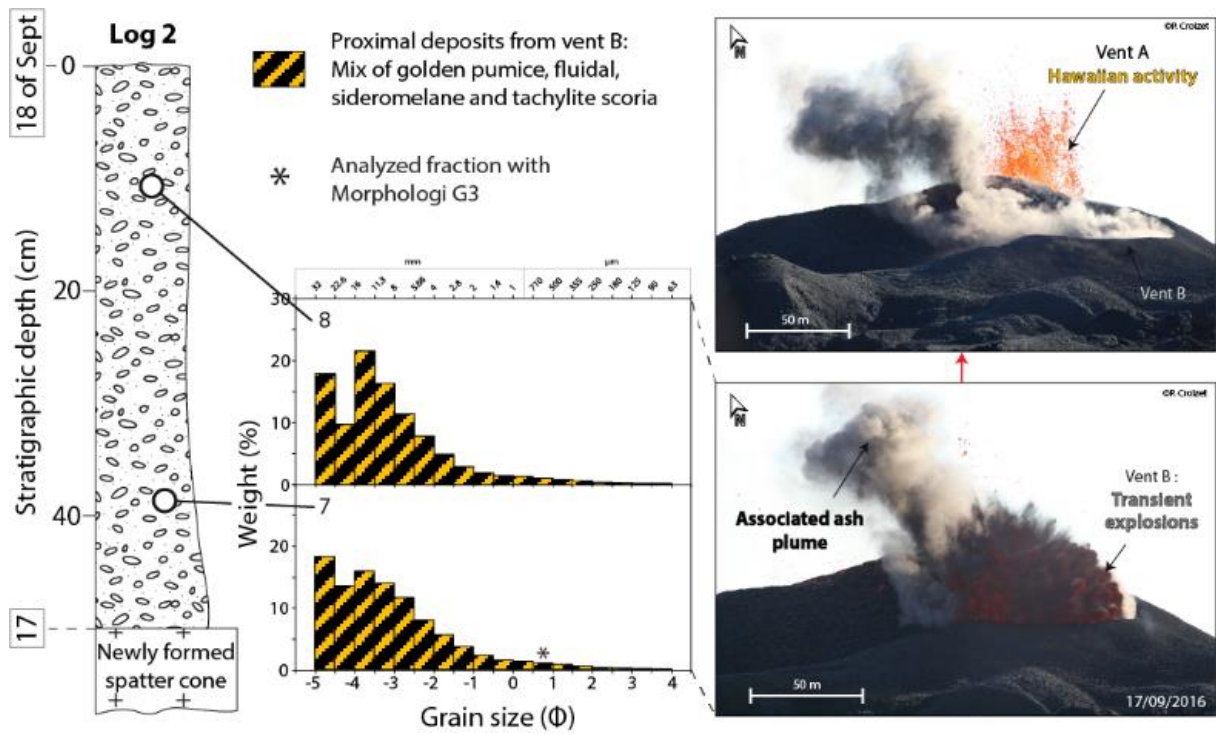 18 of Sept
Log 2
0
20
40
Stratigraphic depth (cm)
17
Newly formed
spatter cone
Proximal deposits from vent B:
Mix of golden pumice, fluidal,
sideromelane and tachylite scoria
*
Analyzed fraction with
Morphologi G3
mm
µm
32 22.6 16 11.3 8 5.66 4 2.8 2 1.4 1 710 500 355 250 180 125 90 63
30
8
20
10
0
7
20
10
0
Weight (%)
*
-5 -4 -3 -2 -1 0 1 2 3 4
Grain size (Φ)
©P. Croizet
N
Vent A
Hawaiian activity
Vent B
50 m
©P. Croizet
N
Associated ash
plume
Vent B :
Transient
explosions
50 m
17/09/2016